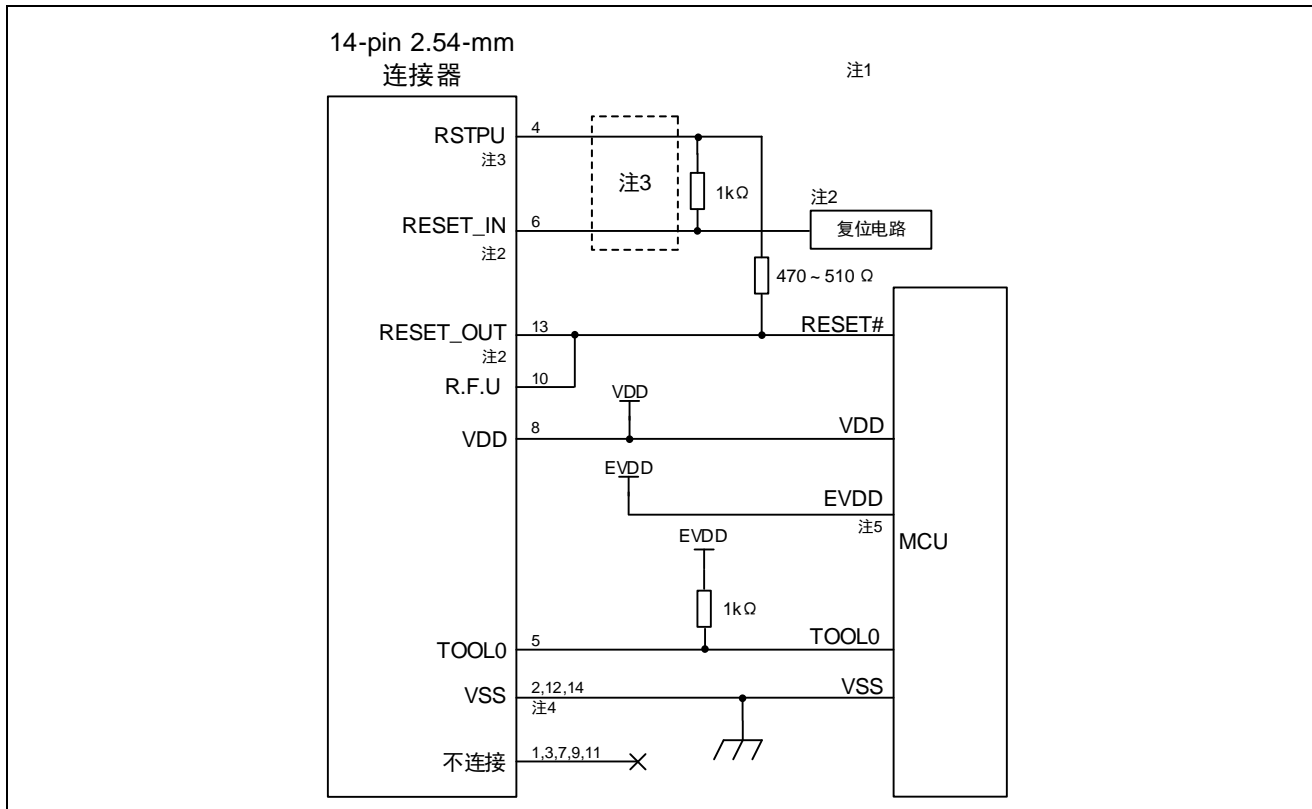 14-pin 2.54-mm
连接器
注1
RSTPU 4
注3
注3
1kΩ
注2
RESET_IN 6
复位电路
注2
470 ~ 510 Ω
RESET_OUT 13
RESET#
注2
R.F.U 10
VDD
VDD 8
VDD
EVDD
EVDD
注5
MCU
EVDD
1kΩ
TOOL0 5
TOOL0
VSS 2,12,14
VSS
注4
不连接 1,3,7,9,11